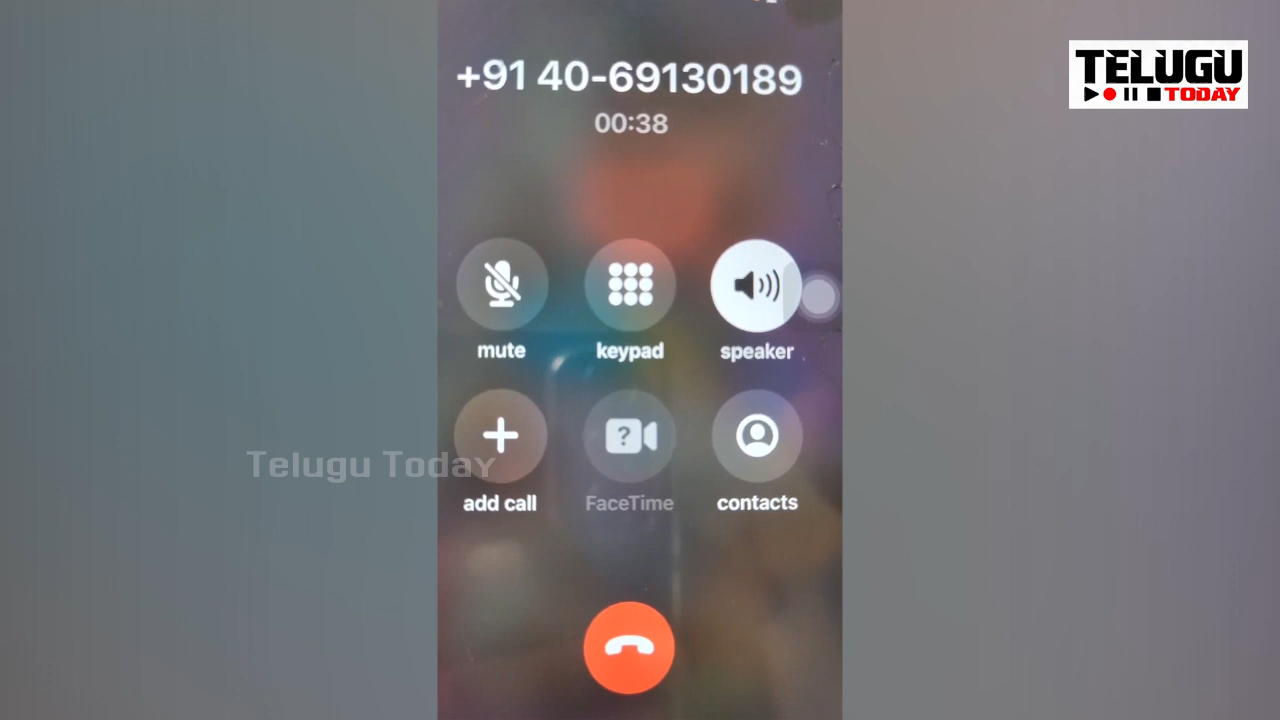 +91 40-69130189
TELUGU
TODAY
00:38
mute
keypad
speaker
Telugu Today
add call
FaceTime
contacts